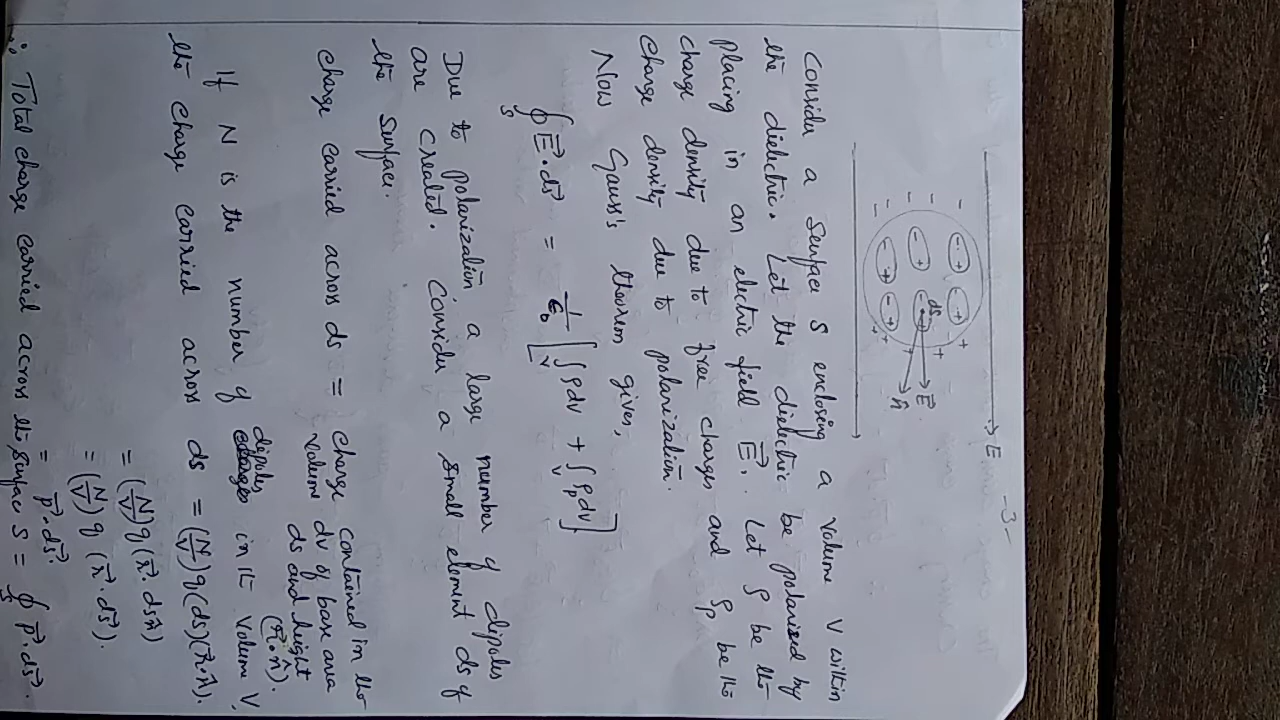 -3-
E
- - - -
- + - +
- - +
- + - +
ds
+ + + +
E⃗
n̂
Consider a surface S enclosing a volume V within
the dielectric. Let the dielectric be polarised by
placing in an electric field E⃗. Let ρ be the
charge density due to free charges and ρp be the
charge density due to polarization.
Now Gauss's theorem gives,
∮s E⃗·ds⃗ = 1/ε₀ [∫v ρdv + ∫v ρp dv]
Due to polarization a large number of dipoles
are created. Consider a small element ds of
the surface.
Charge carried across ds = Charge contained in the
volume dv of base area
ds and height
(r⃗·n̂).
If N is the number of dipoles in the volume V,
the charge carried across ds = (N/V)q(ds)(r⃗·n̂).
= (N/V)q(r⃗·dsn̂)
= (N/V)q(r⃗·ds⃗).
= P⃗·ds⃗.
∴ Total charge carried across the surface S = ∮s P⃗·ds⃗.